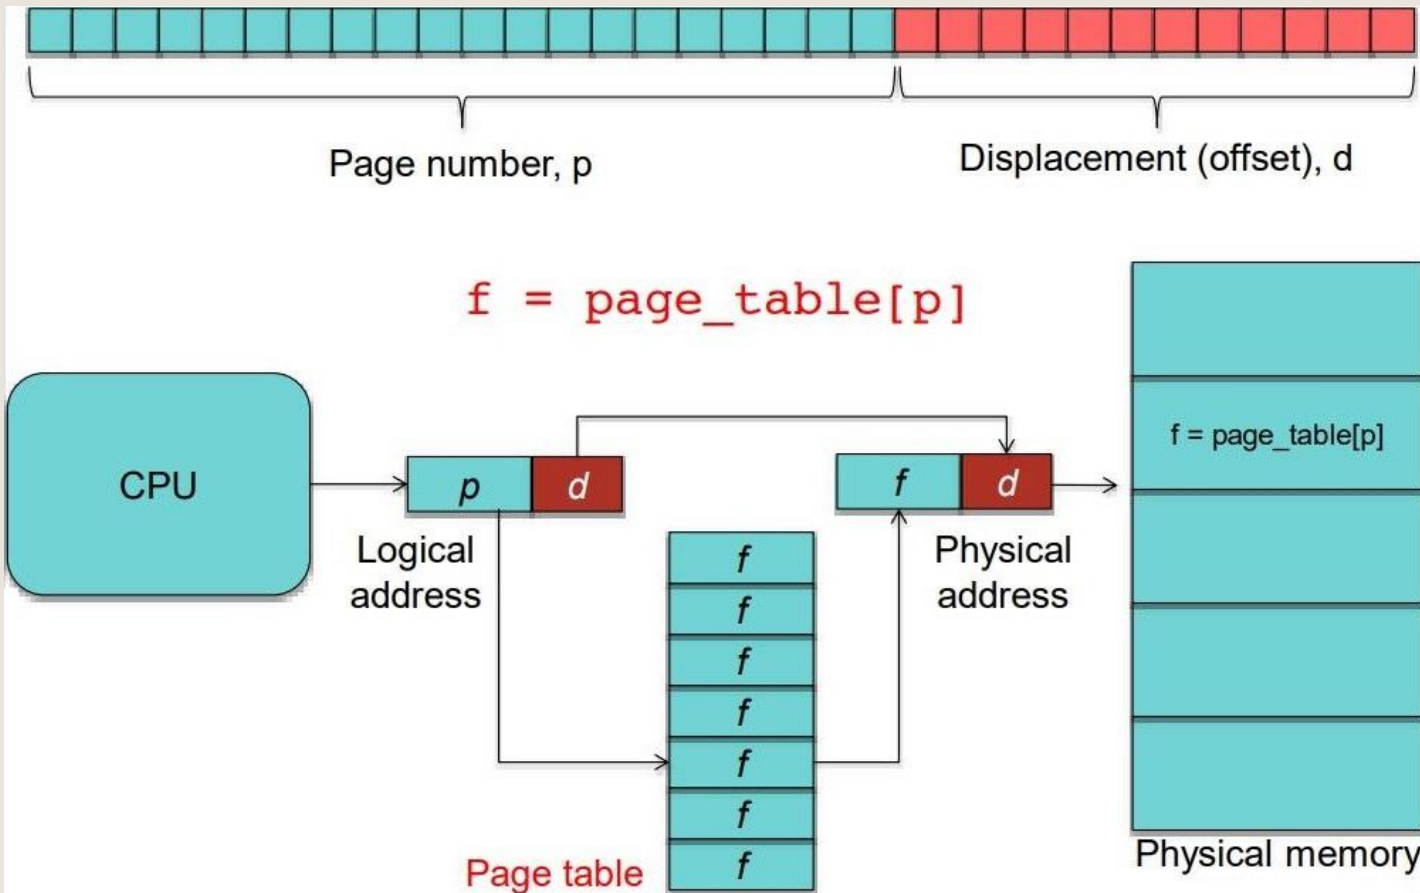 Page number, p
Displacement (offset), d
f = page_table[p]
CPU
p
d
Logical
address
f
d
Physical
address
f
f
f
f
f
f
f
Page table
f = page_table[p]
Physical memory